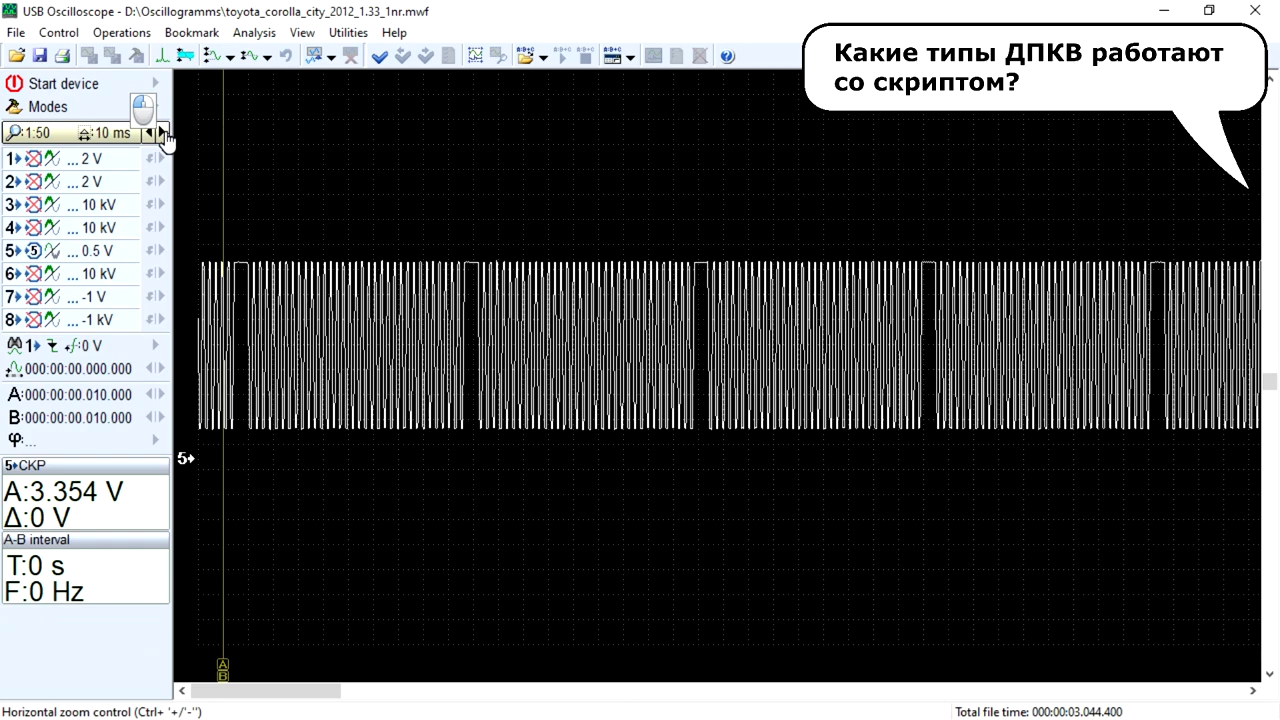 USB Oscilloscope - D:\Oscillogramms\toyota_corolla_city_2012_1.33_1nr.mwf
File Control Operations Bookmark Analysis View Utilities Help
Какие типы ДПКВ работают
со скриптом?
Start device
Modes
1:50 :10 ms
1 ... 2 V
2 ... 2 V
3 ... 10 kV
4 ... 10 kV
5 5 ... 0.5 V
6 ... 10 kV
7 ... -1 V
8 ... -1 kV
1 f:0 V
:000:00:00.000.000
A:000:00:00.010.000
B:000:00:00.010.000
φ:...
5 СКР
A:3.354 V
Δ:0 V
A-B interval
T:0 s
F:0 Hz
5
A
B
Horizontal zoom control (Ctrl+ '+'/'-'')
Total file time: 000:00:03.044.400